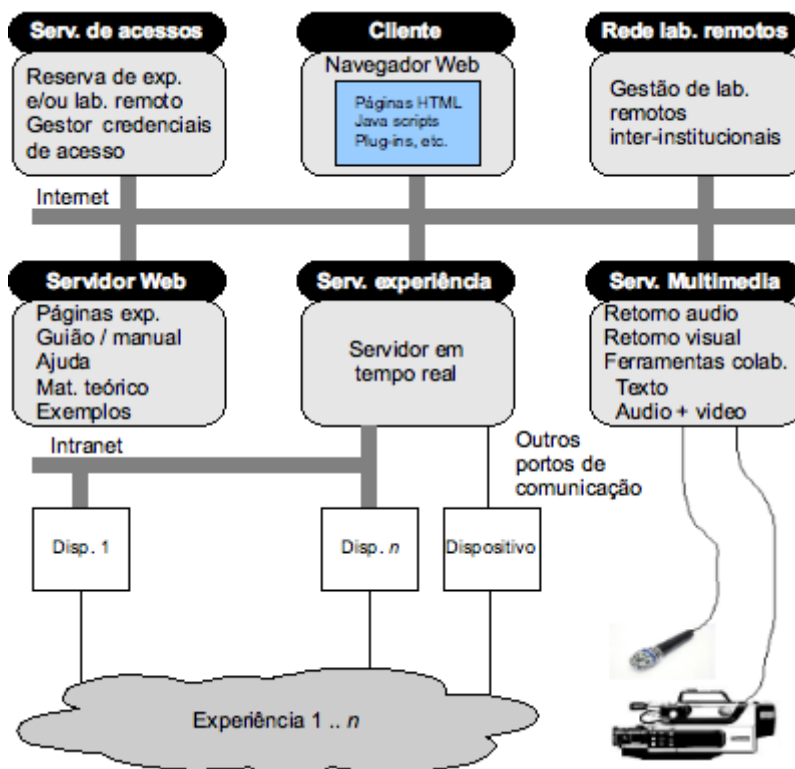 Serv. de acessos
Reserva de exp.
e/ou lab. remoto
Gestor credenciais
de acesso
Cliente
Navegador Web
Páginas HTML
Java scripts
Plug-ins, etc.
Rede lab. remotos
Gestão de lab.
remotos
inter-institucionais
Internet
Servidor Web
Páginas exp.
Guião / manual
Ajuda
Mat. teórico
Exemplos
Serv. experiência
Servidor em
tempo real
Serv. Multimedia
Retorno audio
Retorno visual
Ferramentas colab.
Texto
Audio + video
Intranet
Outros
portos de
comunicação
Disp. 1
Disp. n
Dispositivo
Experiência 1 .. n